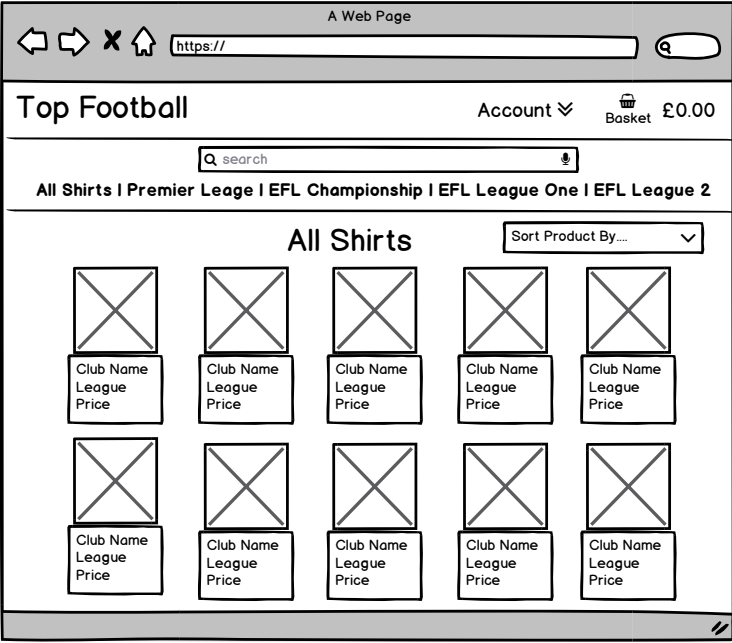 A Web Page
https://
Top Football
Account
Basket
£0.00
search
All Shirts | Premier Leage | EFL Championship | EFL League One | EFL League 2
All Shirts
Sort Product By....
Club Name Club Name Club Name Club Name Club Name
League League League League League
Price Price Price Price Price
Club Name Club Name Club Name Club Name Club Name
League League League League League
Price Price Price Price Price